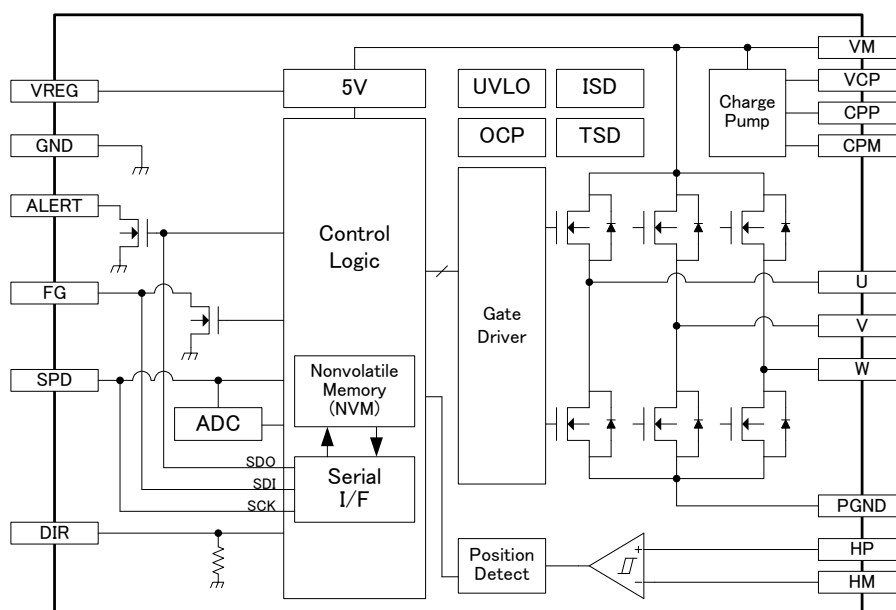 VM
VREG
5V
UVLO
ISD
Charge
Pump
VCP
CPP
CPM
GND
OCP
TSD
ALERT
Control
Logic
FG
Gate
Driver
U
V
W
SPD
Nonvolatile
Memory
(NVM)
ADC
SDO
SDI
SCK
Serial
I/F
PGND
DIR
Position
Detect
+
−
HP
HM